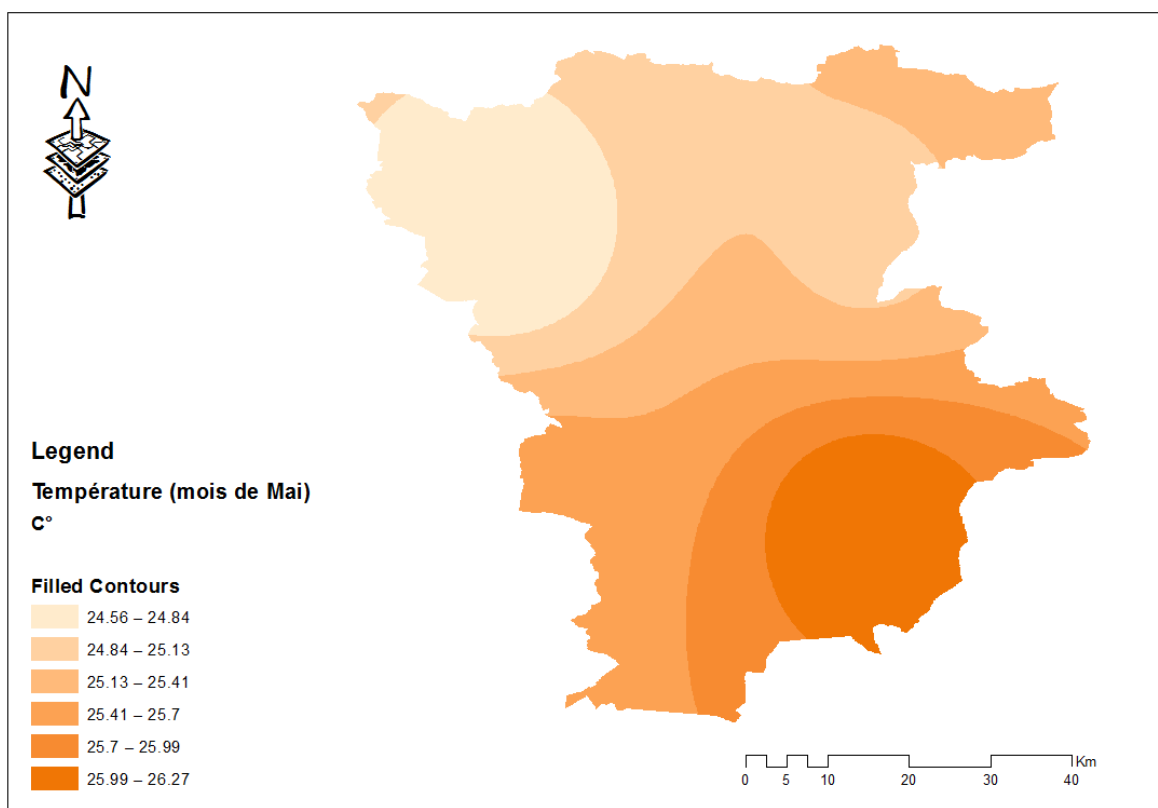 N
Legend
Température (mois de Mai)
C°
Filled Contours
24.56 – 24.84
24.84 – 25.13
25.13 – 25.41
25.41 – 25.7
25.7 – 25.99
25.99 – 26.27
Km
0 5 10 20 30 40